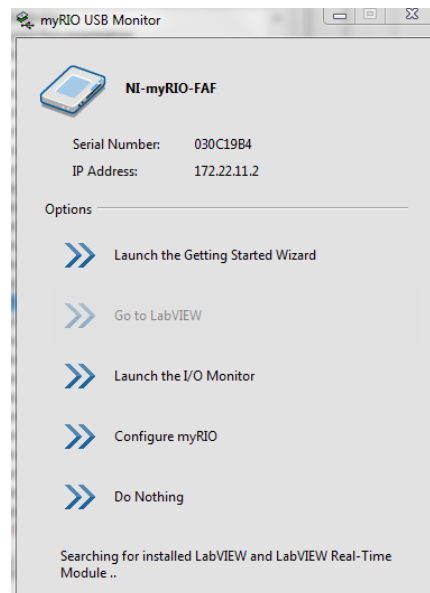 myRIO USB Monitor
NI-myRIO-FAF
Serial Number: 030C19B4
IP Address: 172.22.11.2
Options
Launch the Getting Started Wizard
Go to LabVIEW
Launch the I/O Monitor
Configure myRIO
Do Nothing
Searching for installed LabVIEW and LabVIEW Real-Time
Module ..